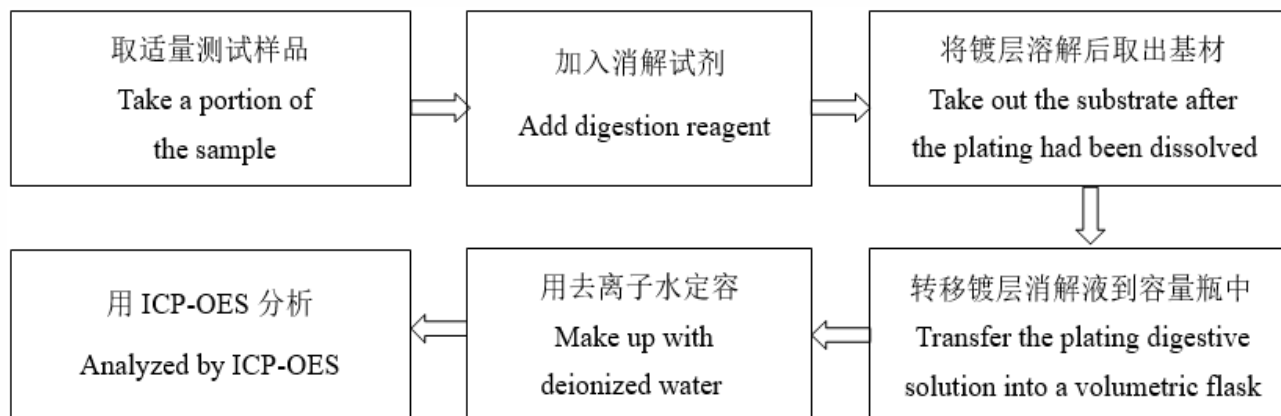 取适量测试样品
Take a portion of
the sample
加入消解试剂
Add digestion reagent
将镀层溶解后取出基材
Take out the substrate after
the plating had been dissolved
转移镀层消解液到容量瓶中
Transfer the plating digestive
solution into a volumetric flask
用去离子水定容
Make up with
deionized water
用 ICP-OES 分析
Analyzed by ICP-OES